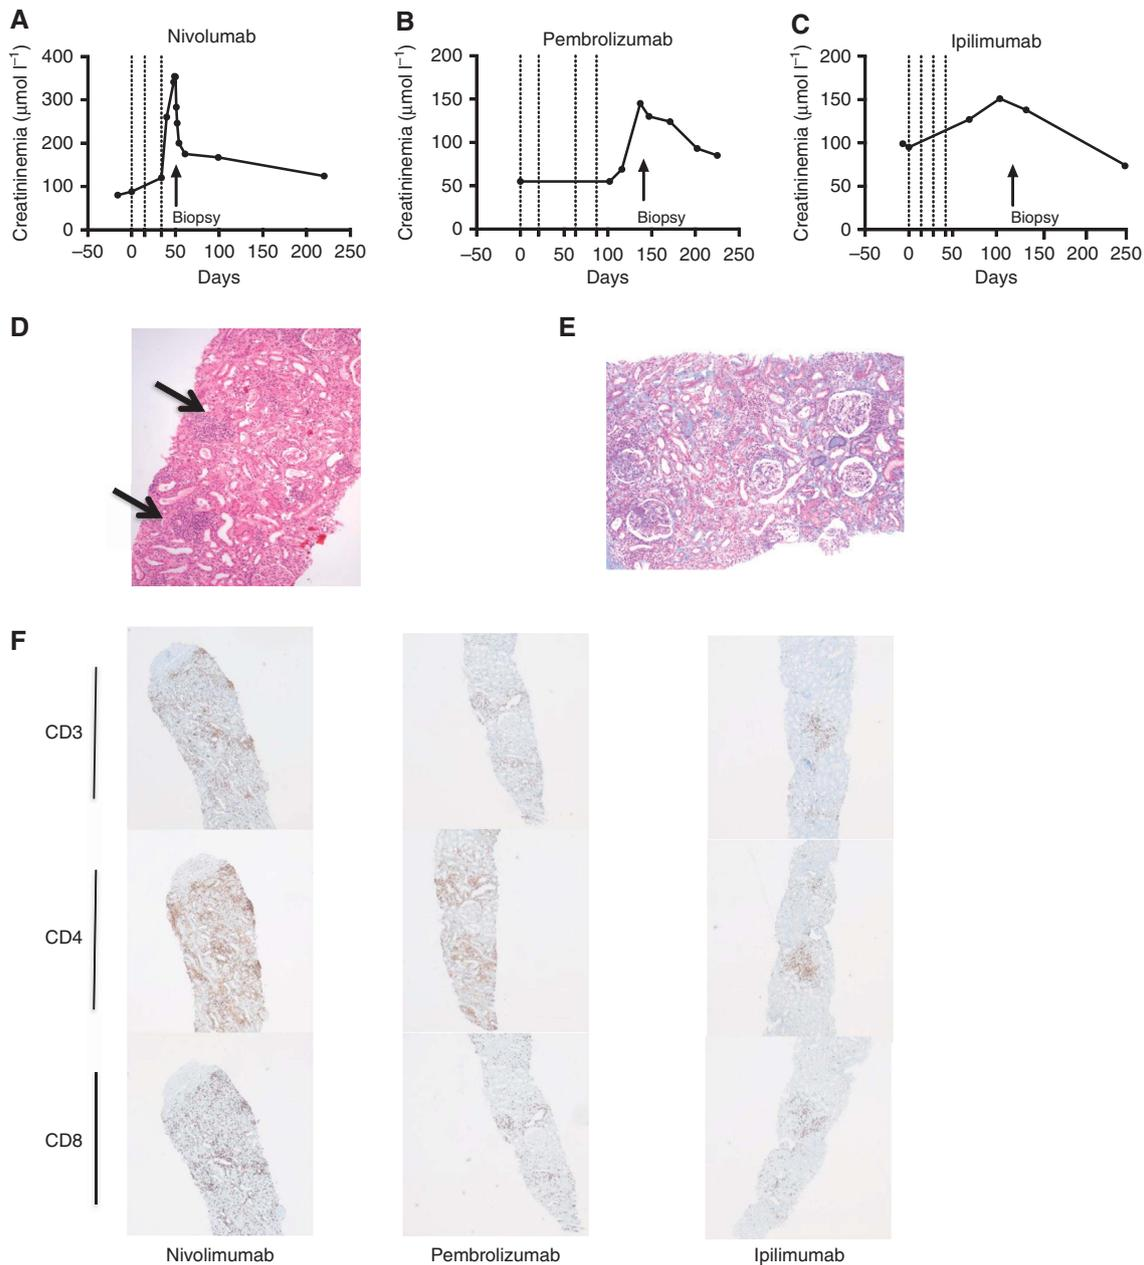 A
Nivolumab
Creatininemia (µmol l⁻¹)
400
300
200
100
0
Biopsy
–50 0 50 100 150 200 250
Days
B
Pembrolizumab
Creatininemia (µmol l⁻¹)
200
150
100
50
0
Biopsy
–50 0 50 100 150 200 250
Days
C
Ipilimumab
Creatininemia (µmol l⁻¹)
200
150
100
50
0
Biopsy
–50 0 50 100 150 200 250
Days
D
E
F
CD3
CD4
CD8
Nivolimumab
Pembrolizumab
Ipilimumab